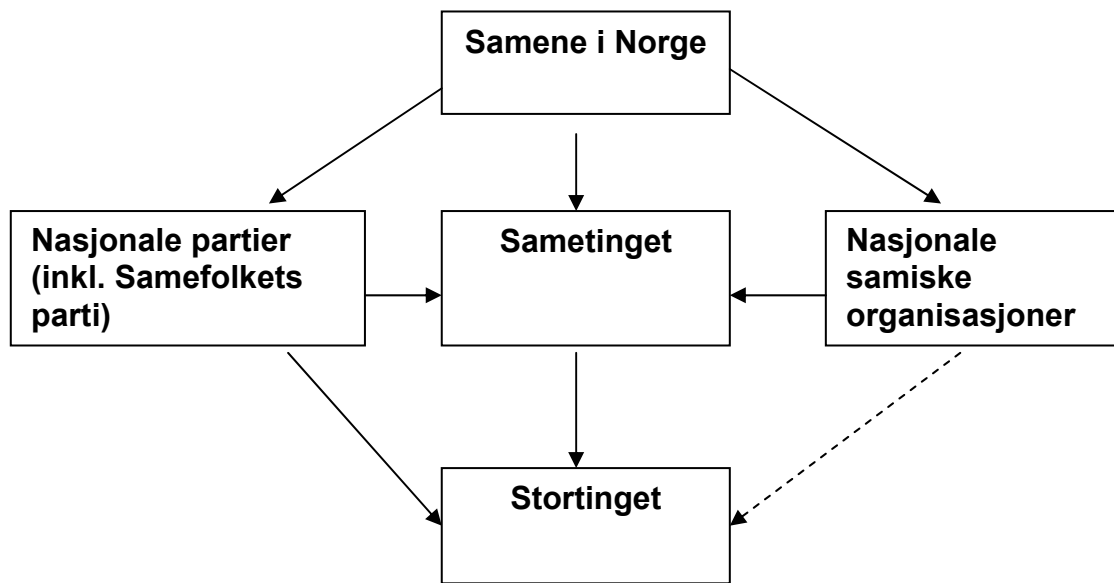 Samene i Norge
Nasjonale partier
(inkl. Samefolkets
parti)
Sametinget
Nasjonale
samiske
organisasjoner
Stortinget